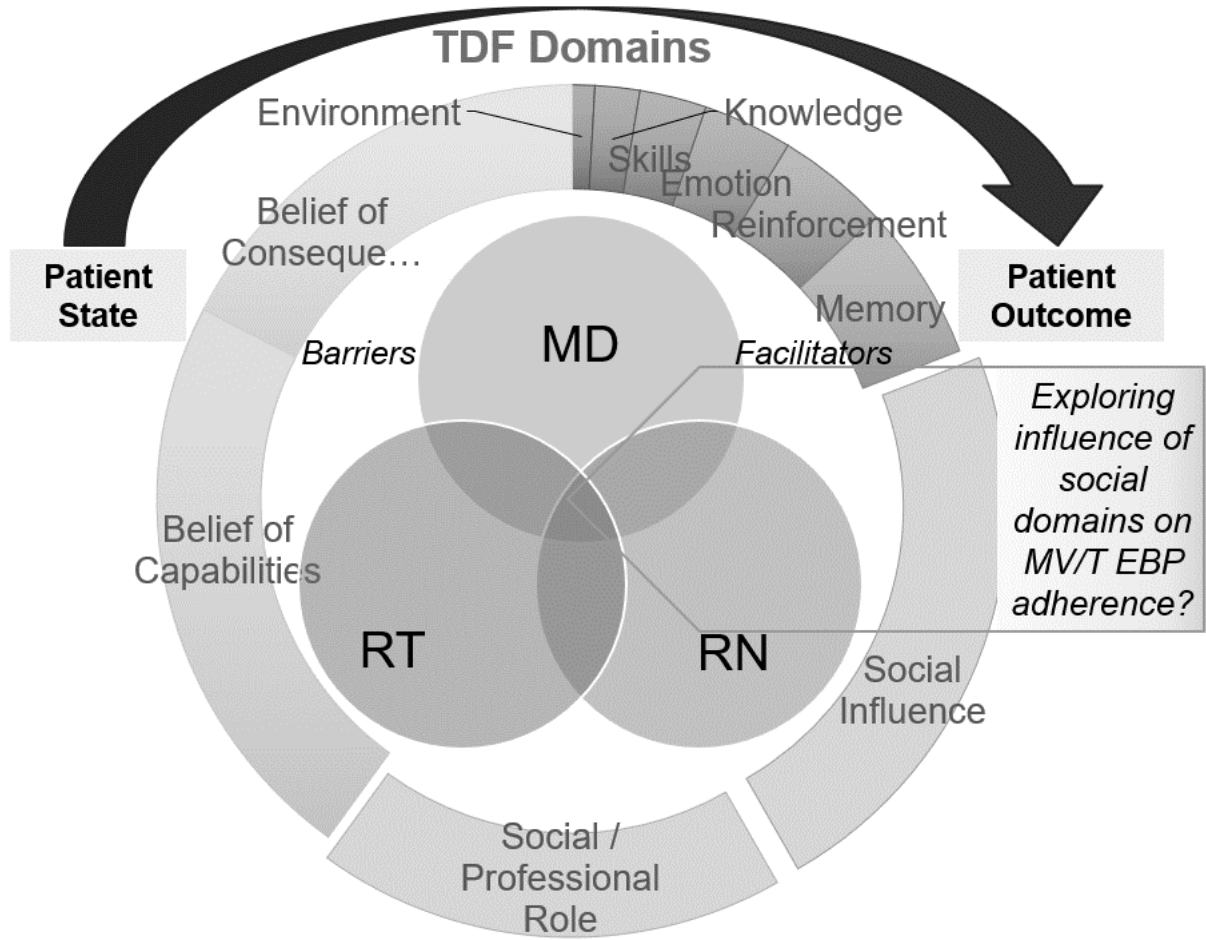 TDF Domains
Environment
Knowledge
Skills
Emotion
Reinforcement
Memory
Belief of
Conseque…
Patient
State
Patient
Outcome
Barriers
MD
Facilitators
Exploring
influence of
social
domains on
MV/T EBP
adherence?
Belief of
Capabilities
RT
RN
Social
Influence
Social /
Professional
Role